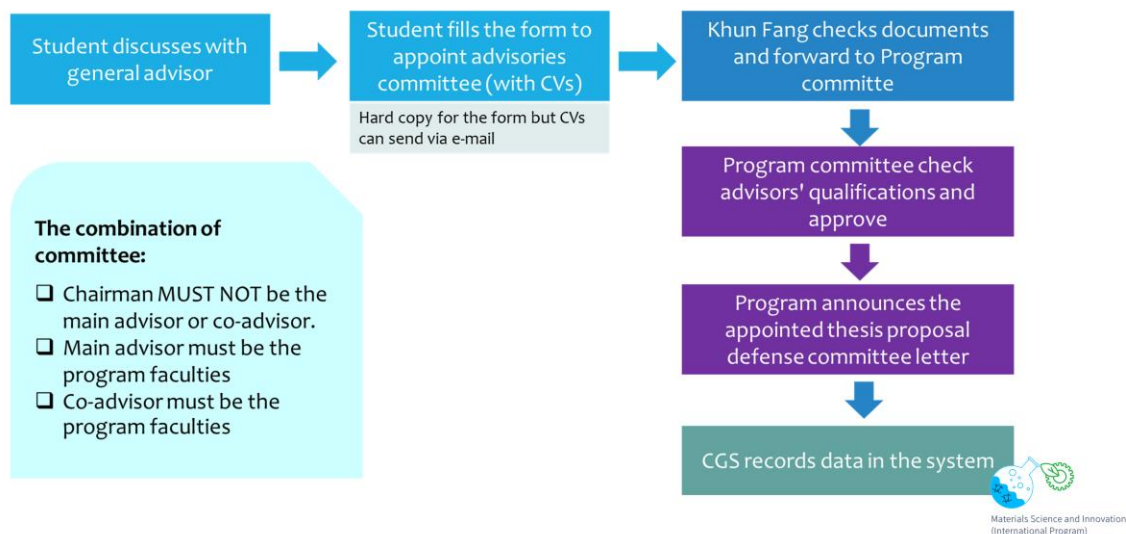 Student discusses with
general advisor
Student fills the form to
appoint advisories
committee (with CVs)
Hard copy for the form but CVs
can send via e-mail
Khun Fang checks documents
and forward to Program
committe
Program committee check
advisors' qualifications and
approve
Program announces the
appointed thesis proposal
defense committee letter
CGS records data in the system
The combination of
committee:
❑ Chairman MUST NOT be the
main advisor or co-advisor.
❑ Main advisor must be the
program faculties
❑ Co-advisor must be the
program faculties
Materials Science and Innovation
(International Program)